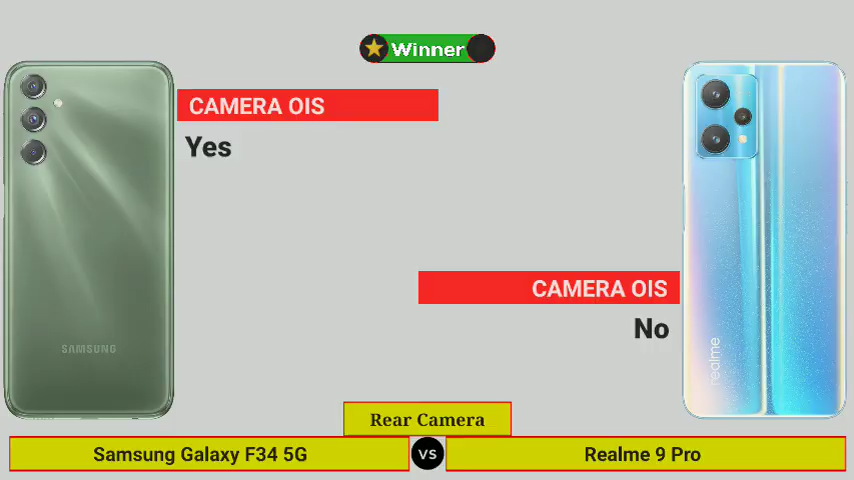 Winner
CAMERA OIS
Yes
CAMERA OIS
No
SAMSUNG
realme
Rear Camera
Samsung Galaxy F34 5G
VS
Realme 9 Pro